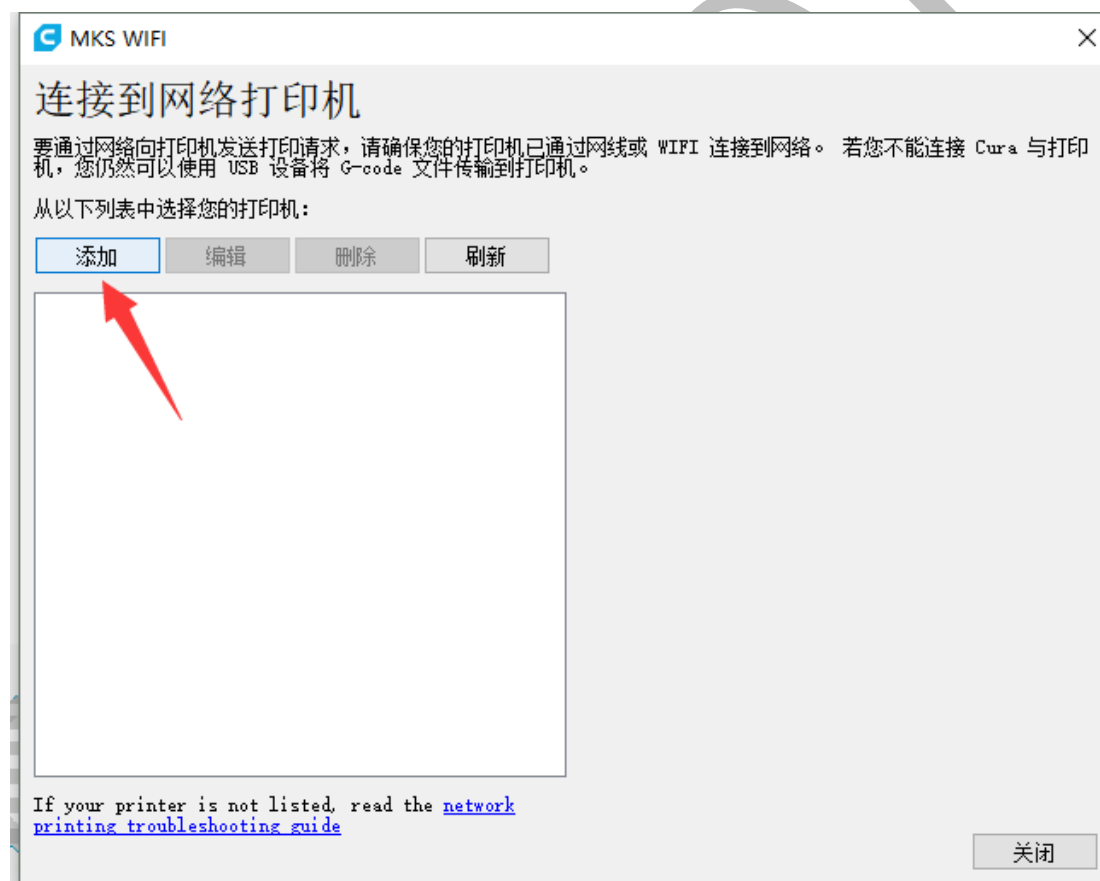 MKS WIFI
连接到网络打印机
要通过网络向打印机发送打印请求，请确保您的打印机已通过网线或 WIFI 连接到网络。 若您不能连接 Cura 与打印
机，您仍然可以使用 USB 设备将 G-code 文件传输到打印机。
从以下列表中选择您的打印机：
添加 编辑 删除 刷新
If your printer is not listed, read the network
printing troubleshooting guide
关闭